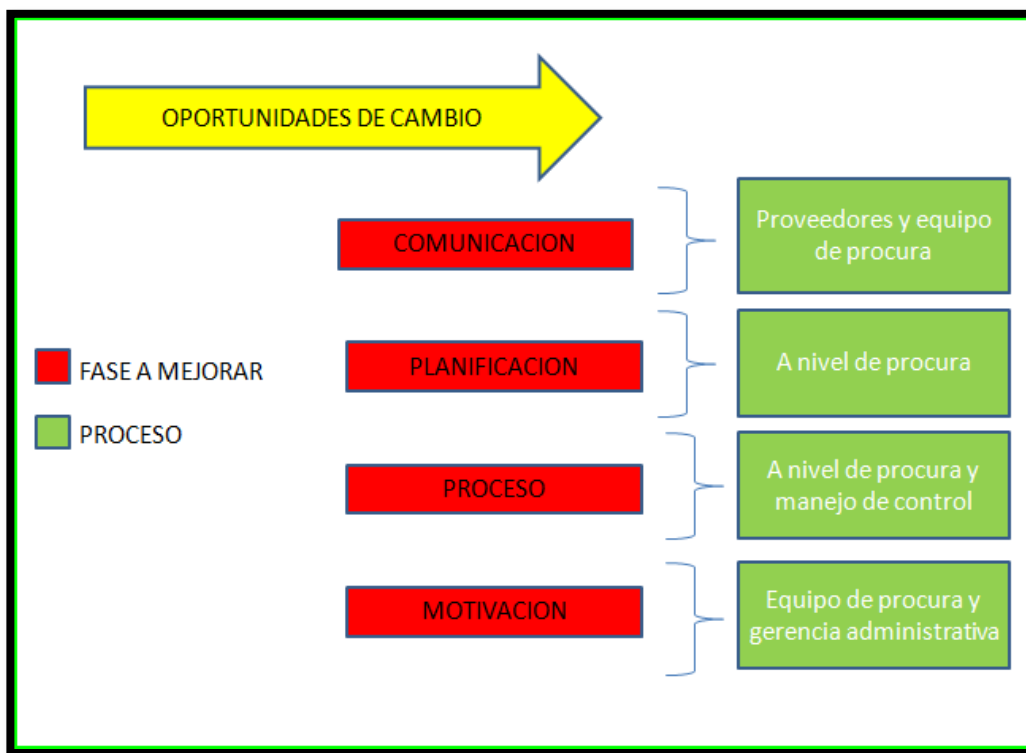 OPORTUNIDADES DE CAMBIO
COMUNICACION
Proveedores y equipo
de procura
PLANIFICACION
A nivel de procura
FASE A MEJORAR
PROCESO
PROCESO
A nivel de procura y
manejo de control
MOTIVACION
Equipo de procura y
gerencia administrativa